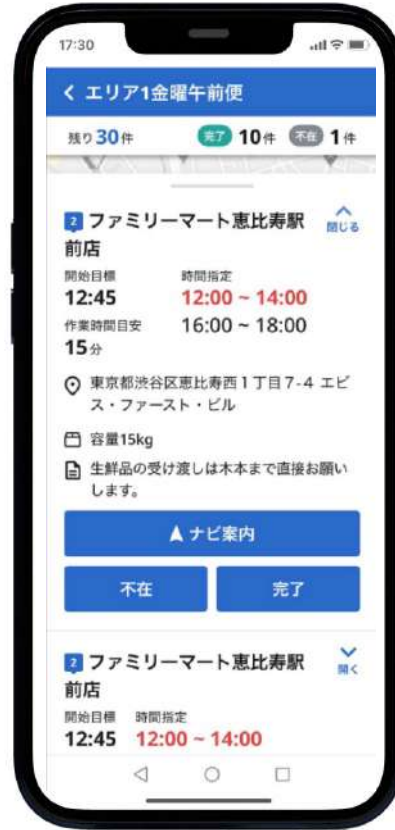 17:30
エリア1金曜午前便
残り30件 完了 10件 不在 1件
2 ファミリーマート恵比寿駅
前店
閉じる
開始目標 時間指定
12:45 12:00 ~ 14:00
作業時間目安 16:00 ~ 18:00
15分
東京都渋谷区恵比寿西1丁目7-4 エビ
ス・ファースト・ビル
容量15kg
生鮮品の受け渡しは木本まで直接お願い
します。
ナビ案内
不在 完了
2 ファミリーマート恵比寿駅
前店
開く
開始目標 時間指定
12:45 12:00 ~ 14:00